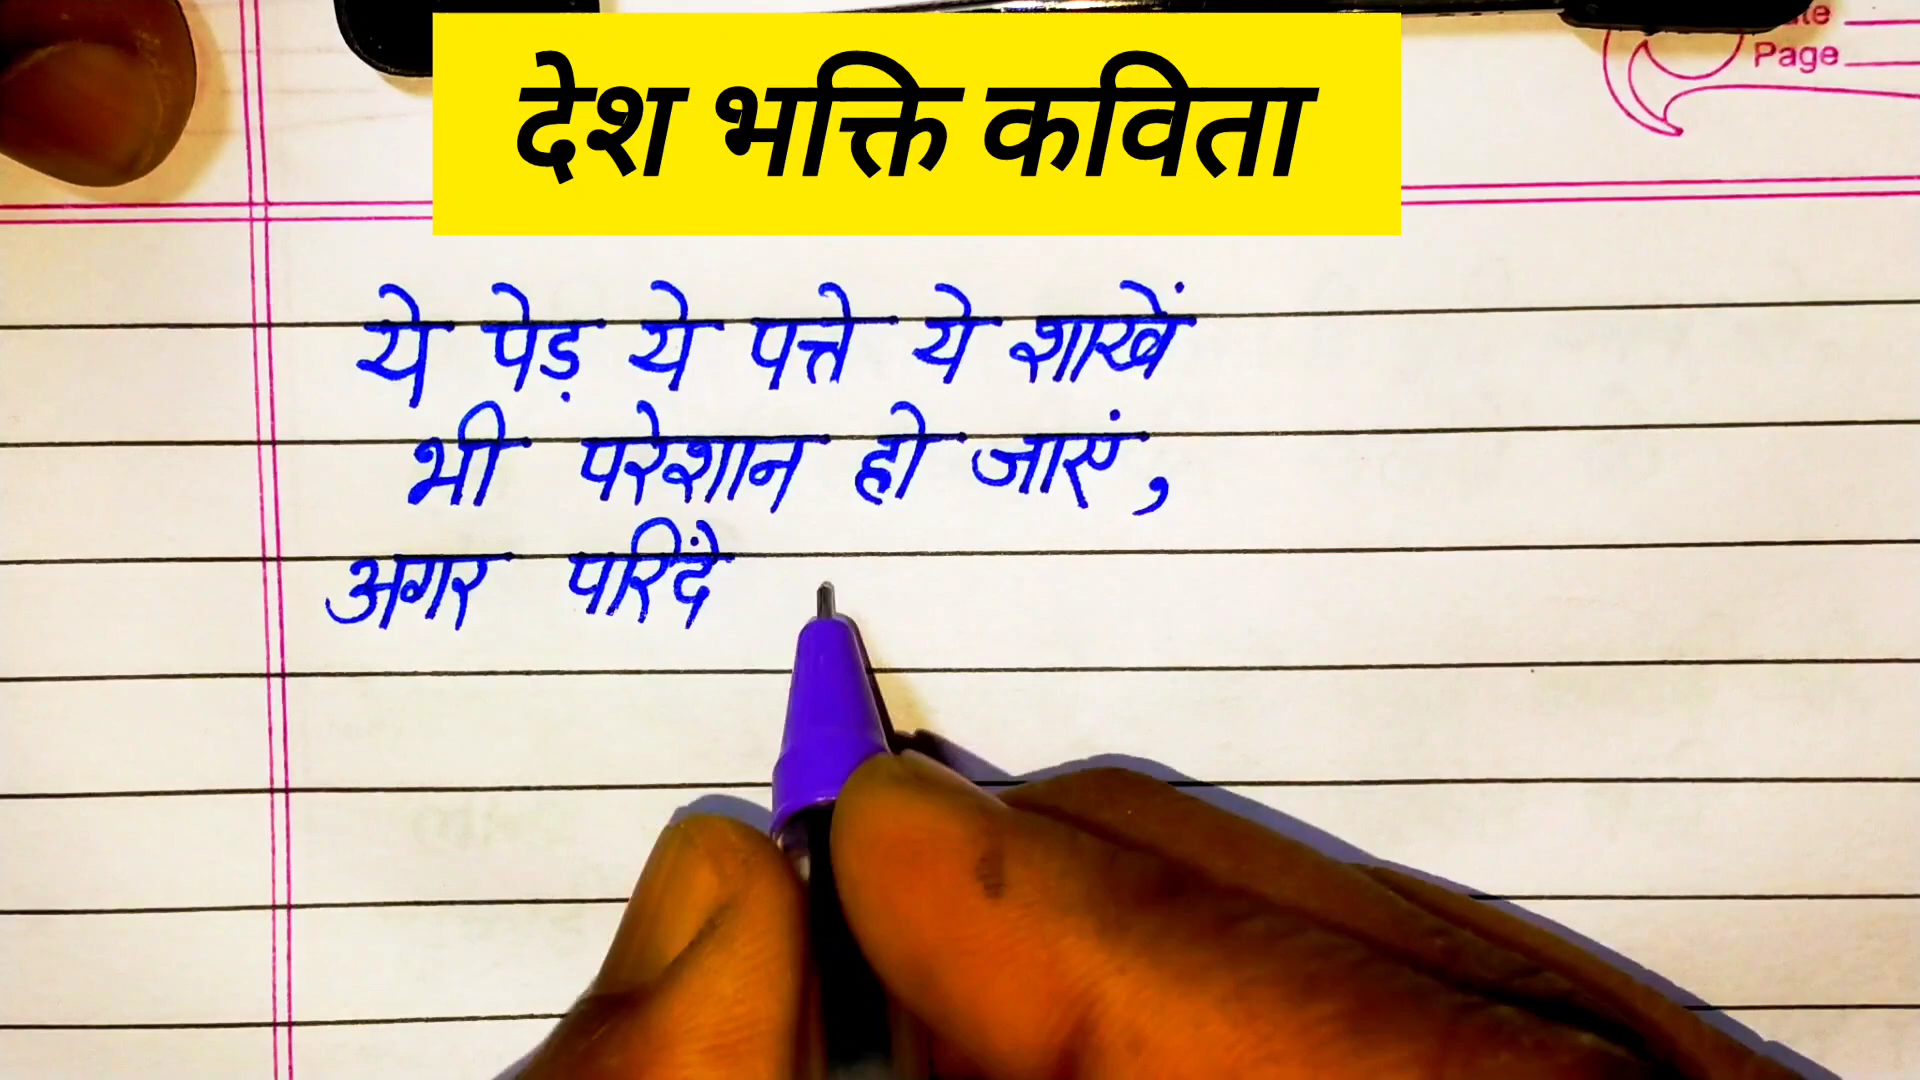 देश भक्ति कविता
Page
ये पेड़ ये पत्ते ये शाखें
भी परेशान हो जाएं,
अगर परिंदे